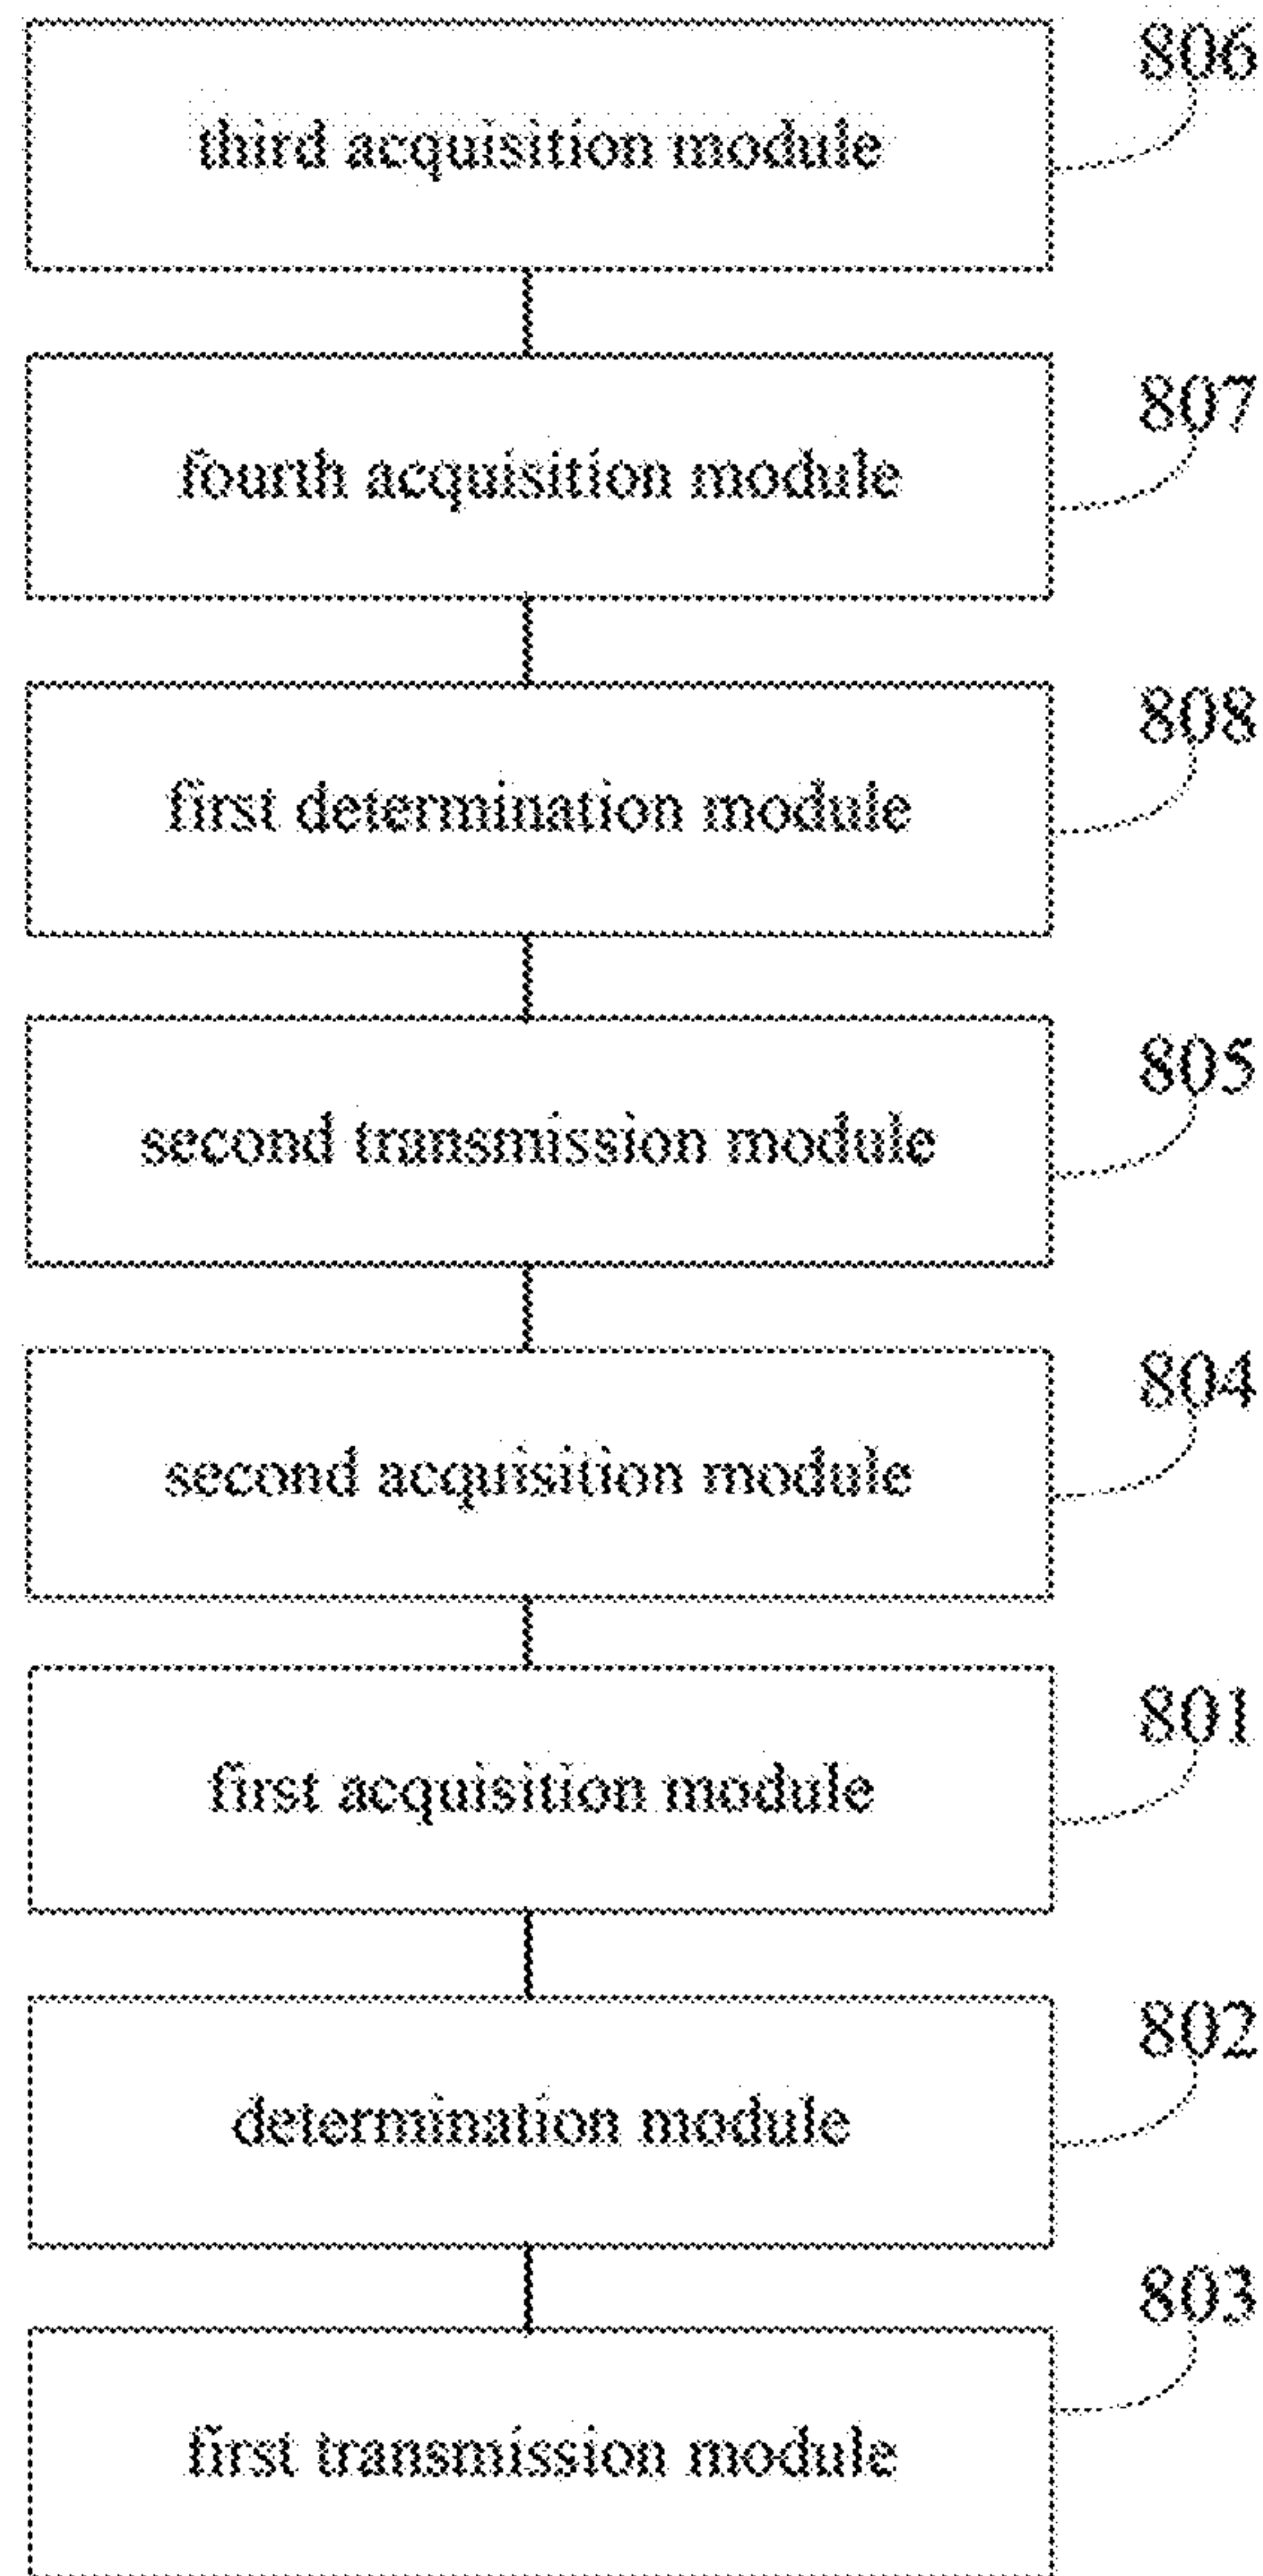 806
third acquisition module
807
fourth acquisition module
808
first determination module
805
second transmission module
804
second acquisition module
801
first acquisition module
802
determination module
803
first transmission module